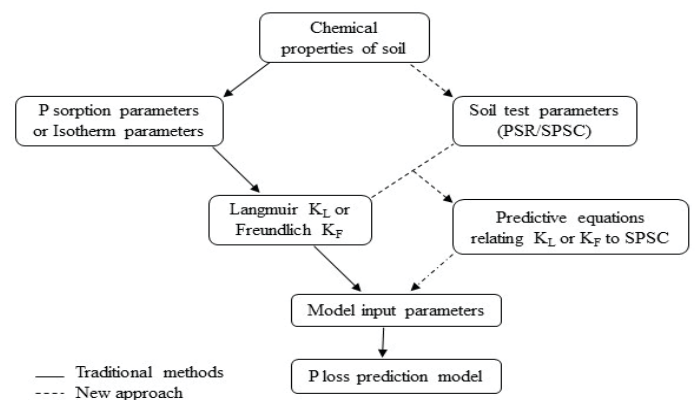 Chemical
properties of soil
P sorption parameters
or Isotherm parameters
Soil test parameters
(PSR/SPSC)
Langmuir K_L or
Freundlich K_F
Predictive equations
relating K_L or K_F to SPSC
Model input parameters
P loss prediction model
Traditional methods
New approach